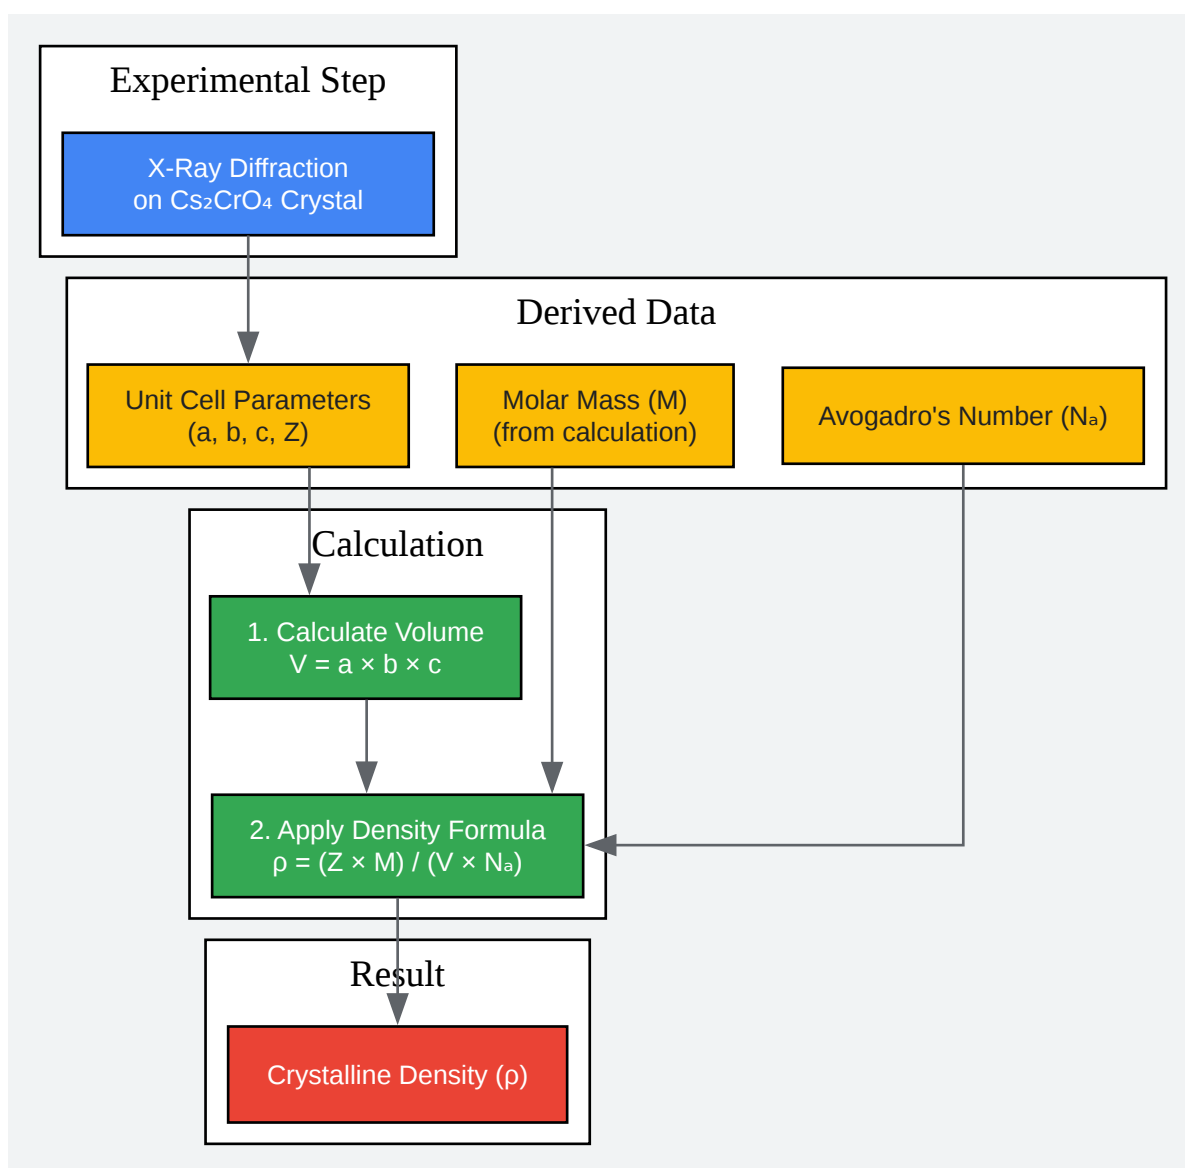 Experimental Step
X-Ray Diffraction
on Cs₂CrO₄ Crystal
Derived Data
Unit Cell Parameters
(a, b, c, Z)
Molar Mass (M)
(from calculation)
Avogadro's Number (Nₐ)
Calculation
1. Calculate Volume
V = a × b × c
2. Apply Density Formula
ρ = (Z × M) / (V × Nₐ)
Result
Crystalline Density (ρ)